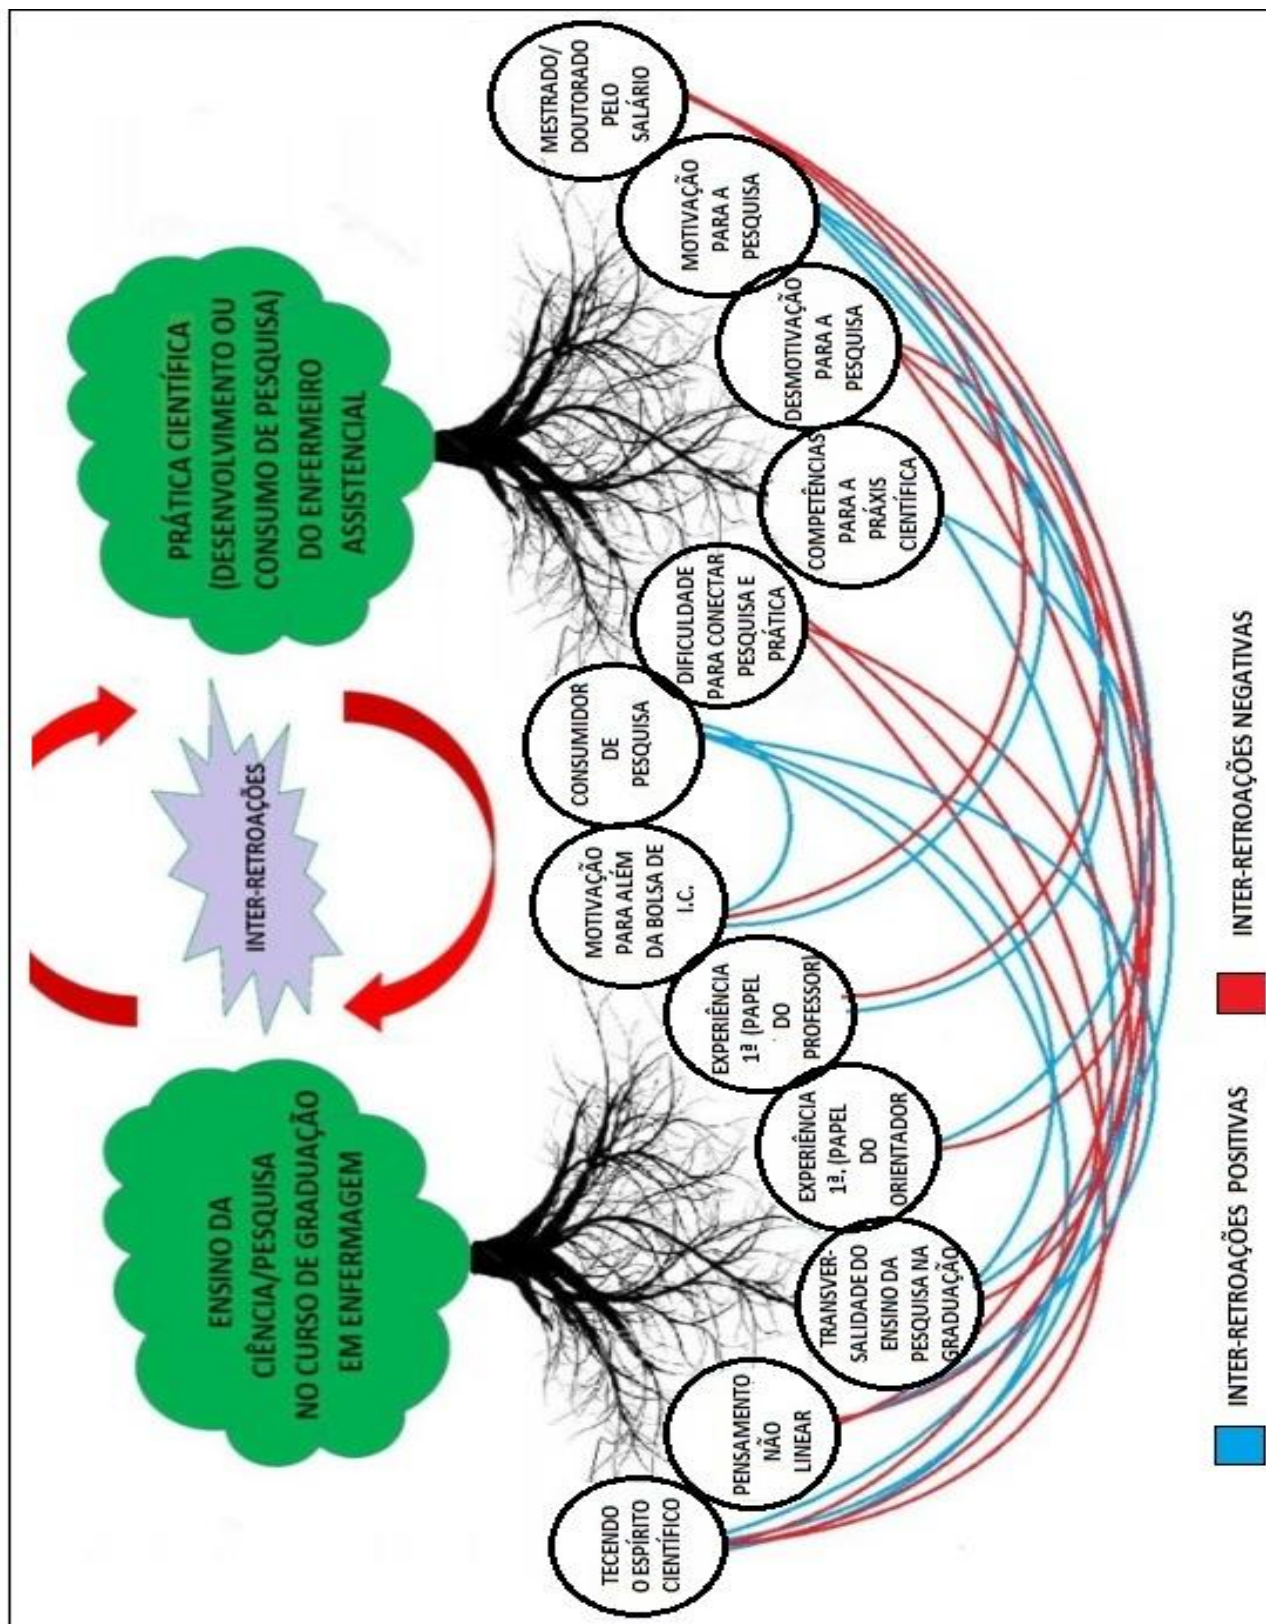 ENSINO DA
CIÊNCIA/PESQUISA
NO CURSO DE GRADUAÇÃO
EM ENFERMAGEM
INTER-RETROAÇÕES
PRÁTICA CIENTÍFICA
(DESENVOLVIMENTO OU
CONSUMO DE PESQUISA)
DO ENFERMEIRO
ASSISTENCIAL
TECENDO
O ESPÍRITO
CIENTÍFICO
PENSAMENTO
NÃO
LINEAR
TRANSVER-
SALIDADE DO
ENSINO DA
PESQUISA NA
GRADUAÇÃO
EXPERIÊNCIA
1ª. (PAPEL
DO
ORIENTADOR
EXPERIÊNCIA
1ª (PAPEL
DO
PROFESSOR)
MOTIVAÇÃO
PARA ALÉM
DA BOLSA DE
I.C.
CONSUMIDOR
DE
PESQUISA
DIFICULDADE
PARA CONECTAR
PESQUISA E
PRÁTICA
COMPETÊNCIAS
PARA A
PRÁXIS
CIENTÍFICA
DESMOTIVAÇÃO
PARA A
PESQUISA
MOTIVAÇÃO
PARA A
PESQUISA
MESTRADO/
DOUTORADO
PELO
SALÁRIO
INTER-RETROAÇÕES POSITIVAS
INTER-RETROAÇÕES NEGATIVAS